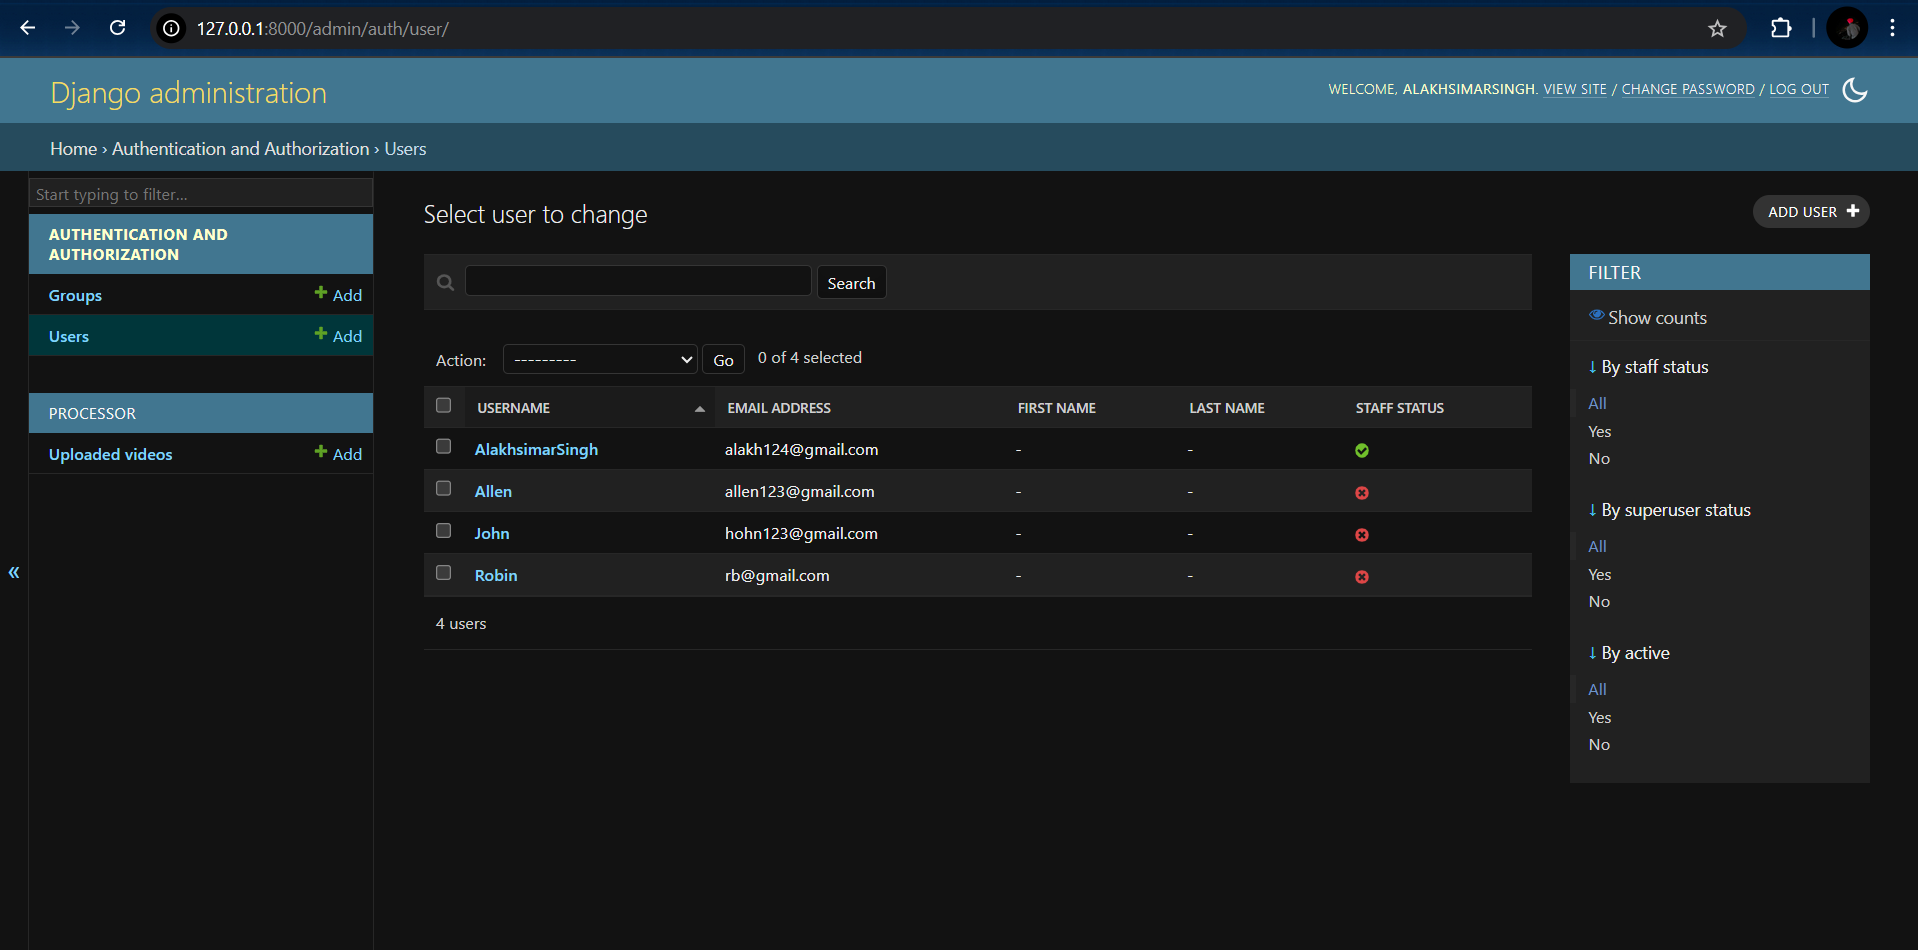 127.0.0.1:8000/admin/auth/user/
Django administration
WELCOME, ALAKHSIMARSINGH. VIEW SITE / CHANGE PASSWORD / LOG OUT
Home › Authentication and Authorization › Users
Start typing to filter...
AUTHENTICATION AND
AUTHORIZATION
Groups + Add
Users + Add
PROCESSOR
Uploaded videos + Add
«
Select user to change
ADD USER +
Search
Action: --------- Go 0 of 4 selected
USERNAME EMAIL ADDRESS FIRST NAME LAST NAME STAFF STATUS
AlakhsimarSingh alakh124@gmail.com - -
Allen allen123@gmail.com - -
John hohn123@gmail.com - -
Robin rb@gmail.com - -
4 users
FILTER
Show counts
↓ By staff status
All
Yes
No
↓ By superuser status
All
Yes
No
↓ By active
All
Yes
No